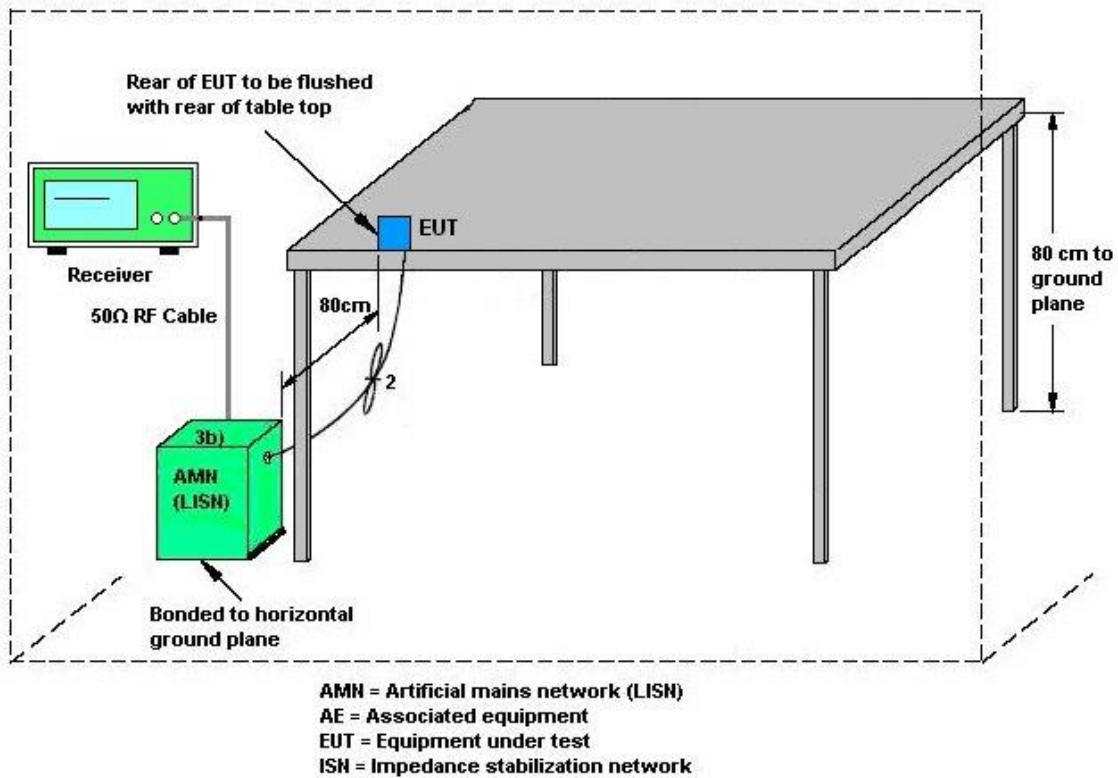 Rear of EUT to be flushed
with rear of table top
EUT
Receiver
50Ω RF Cable
80cm
2
80 cm to
ground
plane
3b)
AMN
(LISN)
Bonded to horizontal
ground plane
AMN = Artificial mains network (LISN)
AE = Associated equipment
EUT = Equipment under test
ISN = Impedance stabilization network